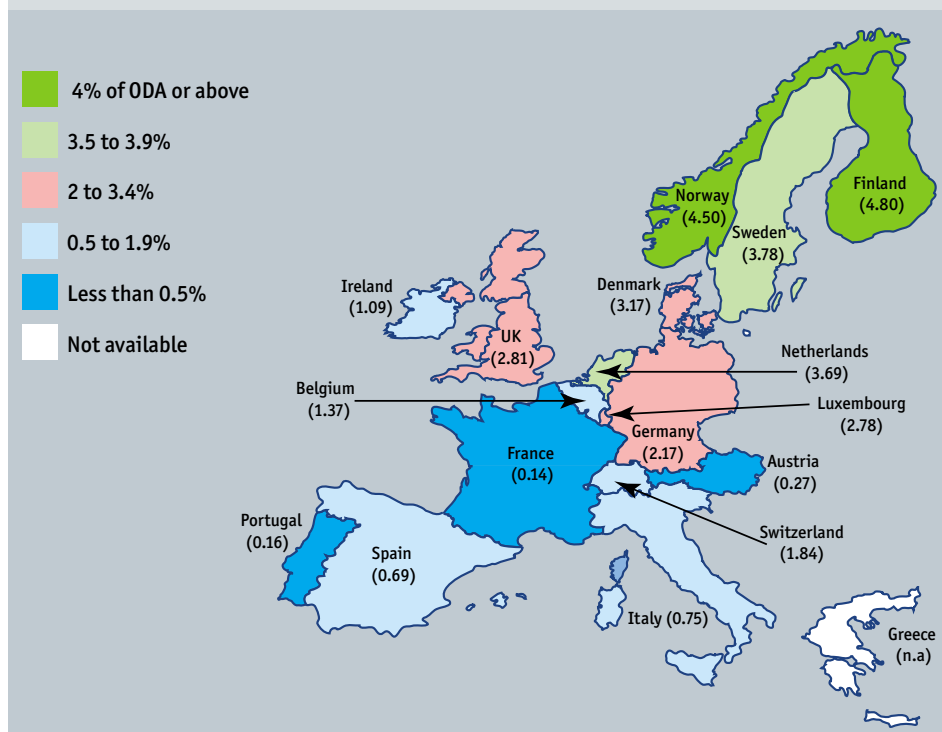 4% of ODA or above
3.5 to 3.9%
2 to 3.4%
0.5 to 1.9%
Less than 0.5%
Not available
Norway
(4.50)
Finland
(4.80)
Sweden
(3.78)
Ireland
(1.09)
Denmark
(3.17)
UK
(2.81)
Netherlands
(3.69)
Belgium
(1.37)
Luxembourg
(2.78)
Germany
(2.17)
France
(0.14)
Austria
(0.27)
Portugal
(0.16)
Switzerland
(1.84)
Spain
(0.69)
Italy (0.75)
Greece
(n.a)